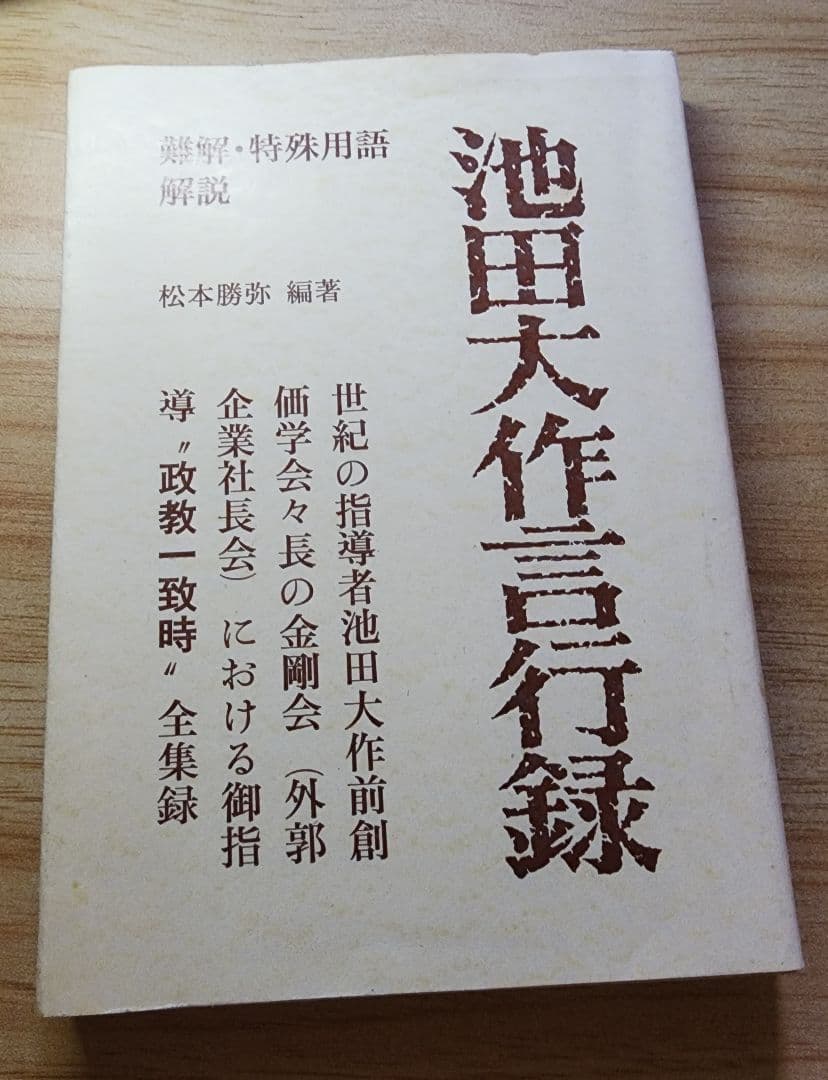 池田大作言行録
難解・特殊用語
解説
松本勝弥 編著
世紀の指導者池田大作前創
価学会々長の金剛会（外郭
企業社長会）における御指
導〝政教一致時〟全集録